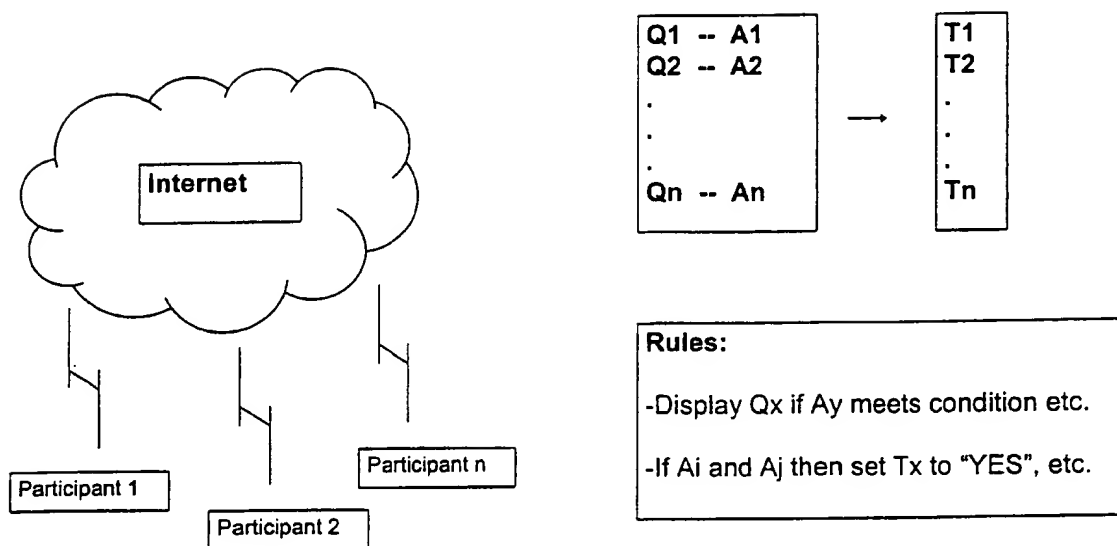 Internet
Participant 1
Participant 2
Participant n
Q1 -- A1
Q2 -- A2
.
.
.
Qn -- An
T1
T2
.
.
.
Tn
Rules:
-Display Qx if Ay meets condition etc.
-If Ai and Aj then set Tx to “YES”, etc.